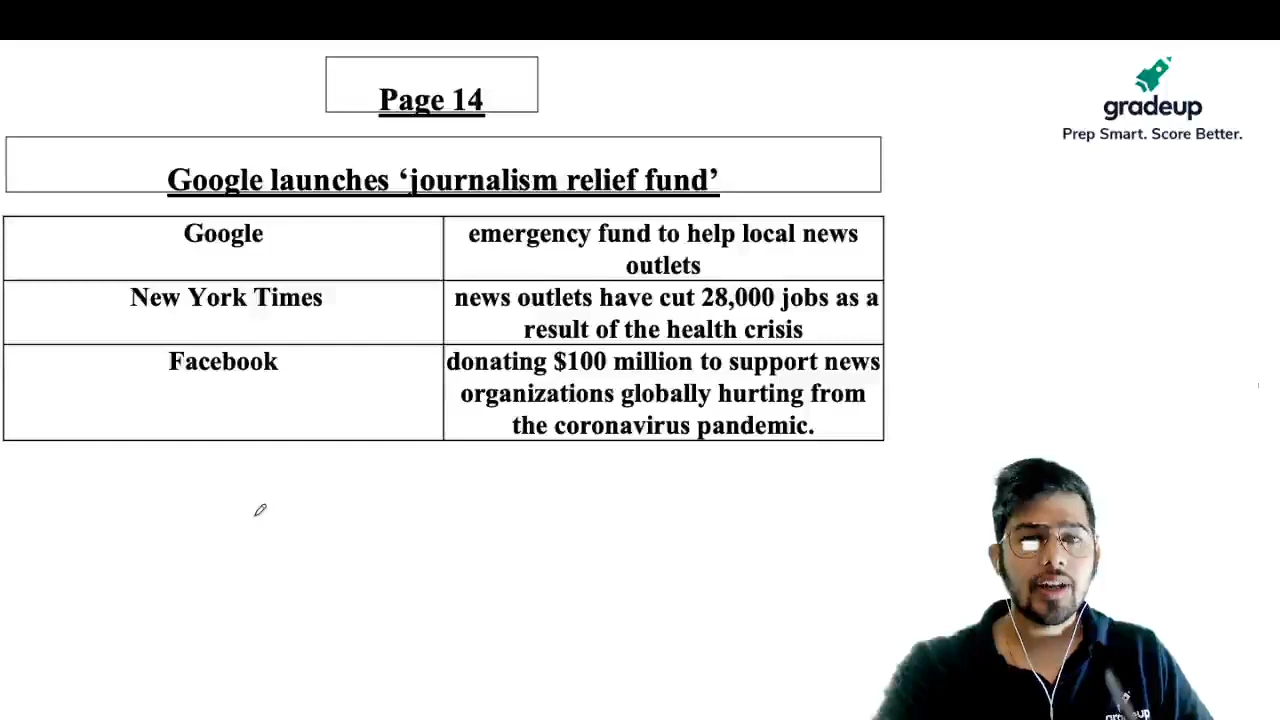 Page 14
gradeup
Prep Smart. Score Better.
Google launches ‘journalism relief fund’
Google
emergency fund to help local news
outlets
New York Times
news outlets have cut 28,000 jobs as a
result of the health crisis
Facebook
donating $100 million to support news
organizations globally hurting from
the coronavirus pandemic.
gradeup